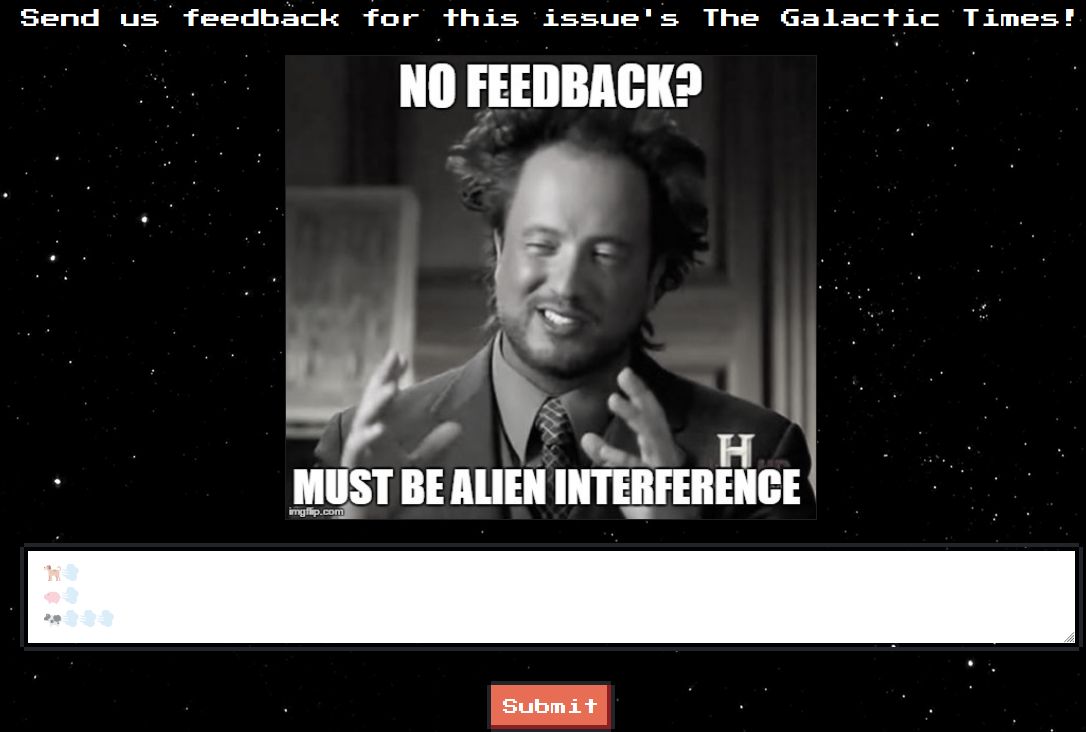 Send us feedback for this issue's The Galactic Times!
NO FEEDBACK?
H
MUST BE ALIEN INTERFERENCE
imgflip.com
🐕💨
🐖💨
🐄💨💨💨
Submit